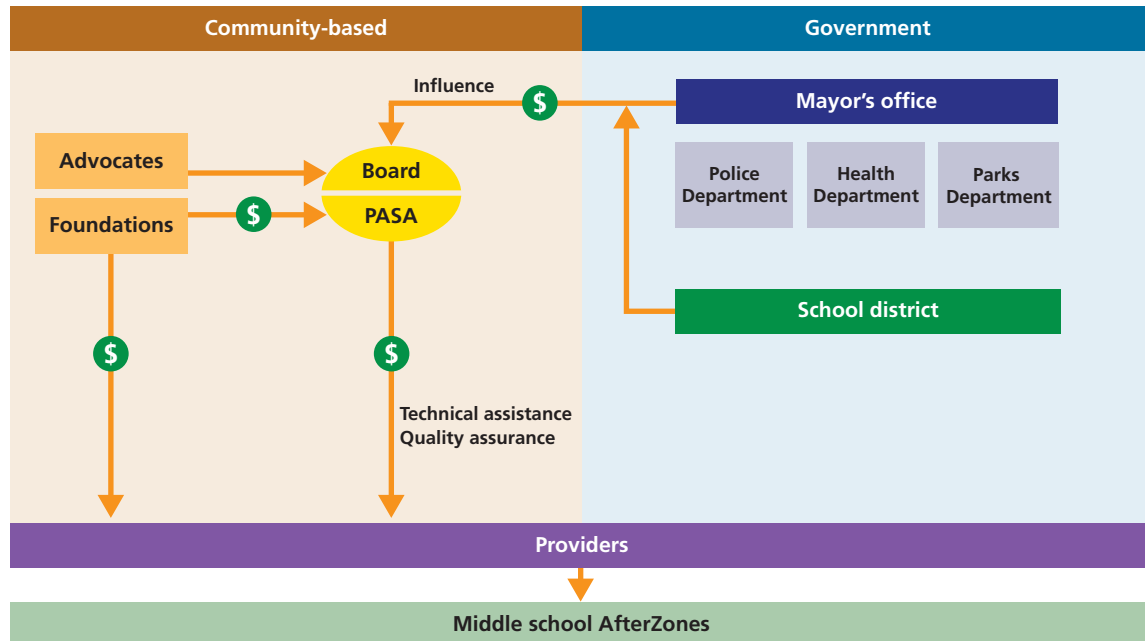 Community-based
Government
Influence
$
Mayor's office
Advocates
Board
Police
Department
Health
Department
Parks
Department
Foundations
$
PASA
School district
$
$
Technical assistance
Quality assurance
Providers
Middle school AfterZones